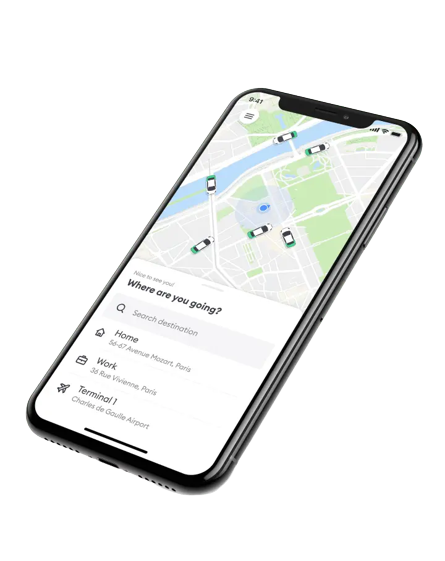 9:41
Nice to see you!
Where are you going?
Search destination
Home
56-67 Avenue Mozart, Paris
Work
36 Rue Vivienne, Paris
Terminal 1
Charles de Gaulle Airport